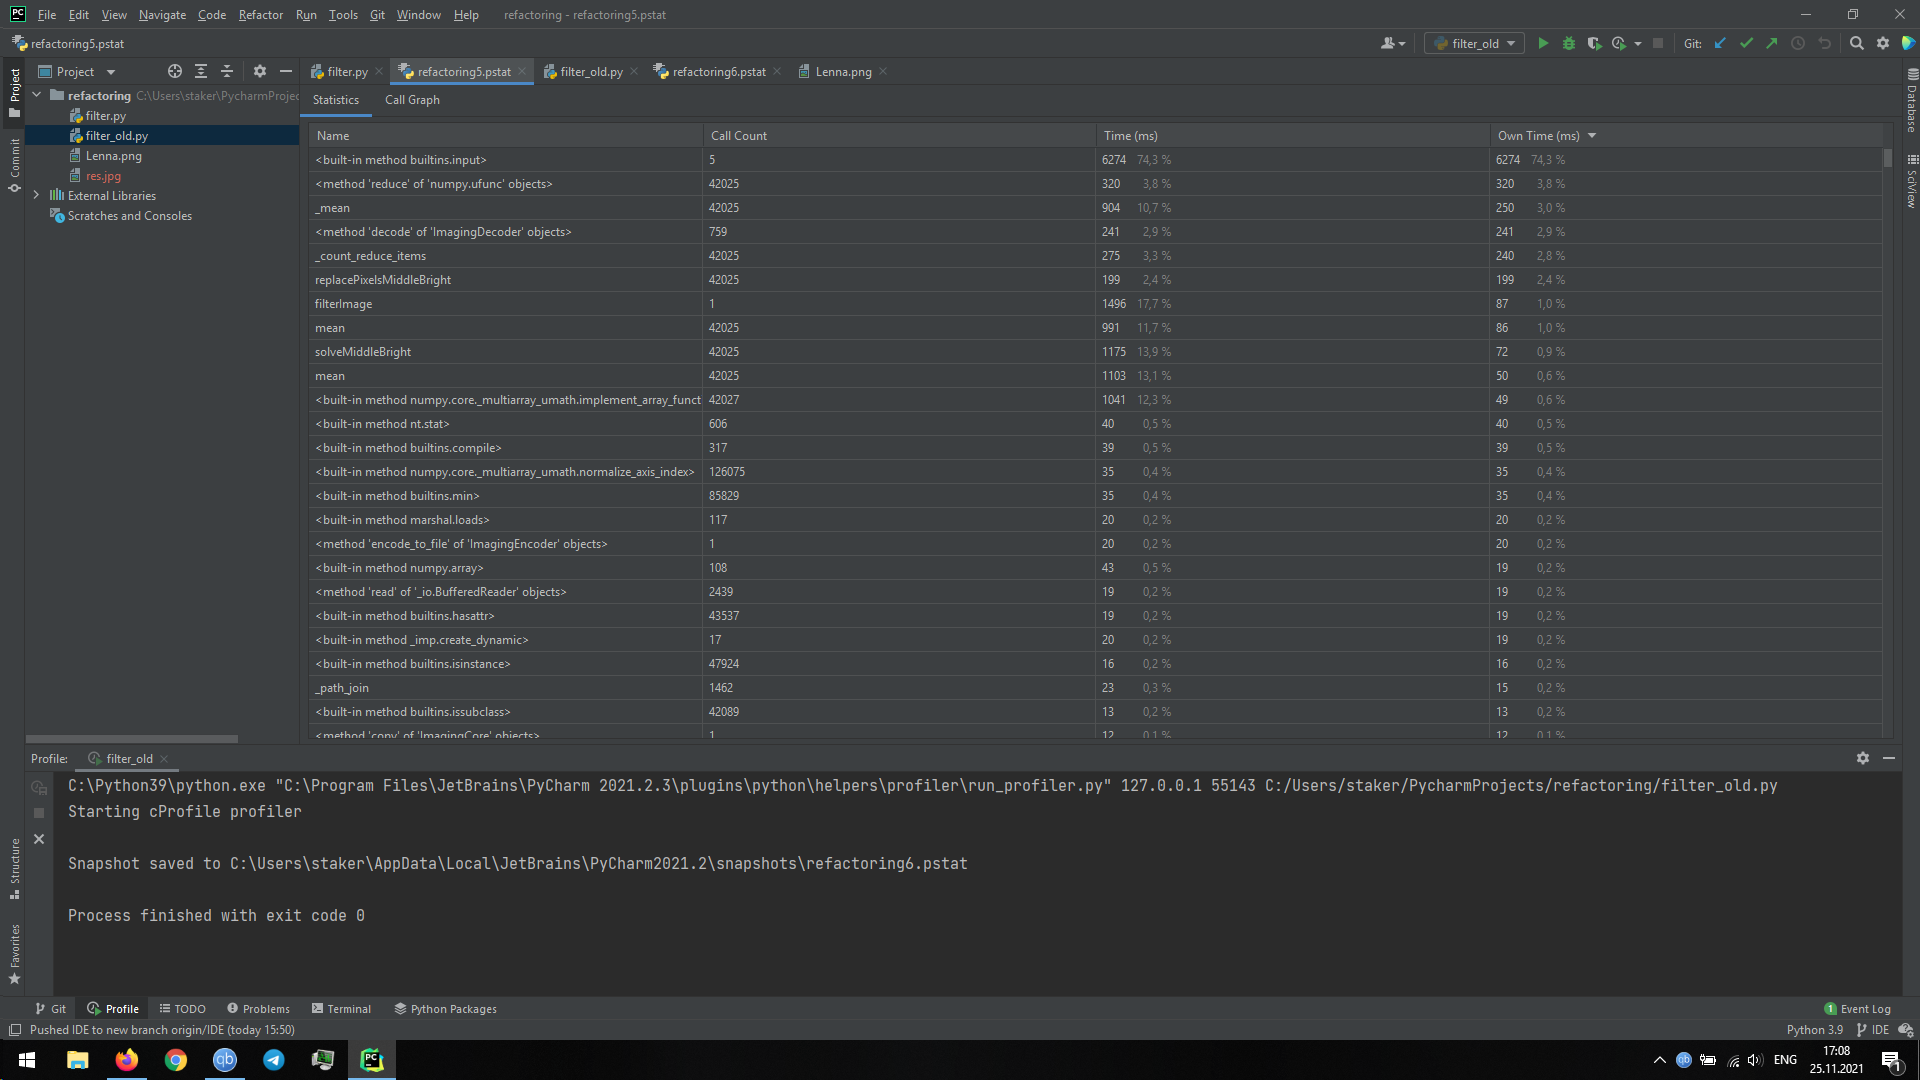 PC File Edit View Navigate Code Refactor Run Tools Git Window Help refactoring - refactoring5.pstat
refactoring5.pstat filter_old Git:
Project filter.py refactoring5.pstat filter_old.py refactoring6.pstat Lenna.png
refactoring C:\Users\staker\PycharmProjec
filter.py
filter_old.py
Lenna.png
res.jpg
External Libraries
Scratches and Consoles
Project
Commit
Structure
Favorites
Database
SciView
Statistics Call Graph
Name Call Count Time (ms) Own Time (ms)
<built-in method builtins.input> 5 6274 74,3 % 6274 74,3 %
<method 'reduce' of 'numpy.ufunc' objects> 42025 320 3,8 % 320 3,8 %
_mean 42025 904 10,7 % 250 3,0 %
<method 'decode' of 'ImagingDecoder' objects> 759 241 2,9 % 241 2,9 %
_count_reduce_items 42025 275 3,3 % 240 2,8 %
replacePixelsMiddleBright 42025 199 2,4 % 199 2,4 %
filterImage 1 1496 17,7 % 87 1,0 %
mean 42025 991 11,7 % 86 1,0 %
solveMiddleBright 42025 1175 13,9 % 72 0,9 %
mean 42025 1103 13,1 % 50 0,6 %
<built-in method numpy.core._multiarray_umath.implement_array_funct 42027 1041 12,3 % 49 0,6 %
<built-in method nt.stat> 606 40 0,5 % 40 0,5 %
<built-in method builtins.compile> 317 39 0,5 % 39 0,5 %
<built-in method numpy.core._multiarray_umath.normalize_axis_index> 126075 35 0,4 % 35 0,4 %
<built-in method builtins.min> 85829 35 0,4 % 35 0,4 %
<built-in method marshal.loads> 117 20 0,2 % 20 0,2 %
<method 'encode_to_file' of 'ImagingEncoder' objects> 1 20 0,2 % 20 0,2 %
<built-in method numpy.array> 108 43 0,5 % 19 0,2 %
<method 'read' of '_io.BufferedReader' objects> 2439 19 0,2 % 19 0,2 %
<built-in method builtins.hasattr> 43537 19 0,2 % 19 0,2 %
<built-in method _imp.create_dynamic> 17 20 0,2 % 19 0,2 %
<built-in method builtins.isinstance> 47924 16 0,2 % 16 0,2 %
_path_join 1462 23 0,3 % 15 0,2 %
<built-in method builtins.issubclass> 42089 13 0,2 % 13 0,2 %
<method 'copy' of 'ImagingCore' objects> 1 12 0,1 % 12 0,1 %
Profile: filter_old
C:\Python39\python.exe "C:\Program Files\JetBrains\PyCharm 2021.2.3\plugins\python\helpers\profiler\run_profiler.py" 127.0.0.1 55143 C:/Users/staker/PycharmProjects/refactoring/filter_old.py
Starting cProfile profiler
Snapshot saved to C:\Users\staker\AppData\Local\JetBrains\PyCharm2021.2\snapshots\refactoring6.pstat
Process finished with exit code 0
Git Profile TODO Problems Terminal Python Packages 1 Event Log
Pushed IDE to new branch origin/IDE (today 15:50) Python 3.9 IDE
qb PC qb ENG 17:08 1
25.11.2021